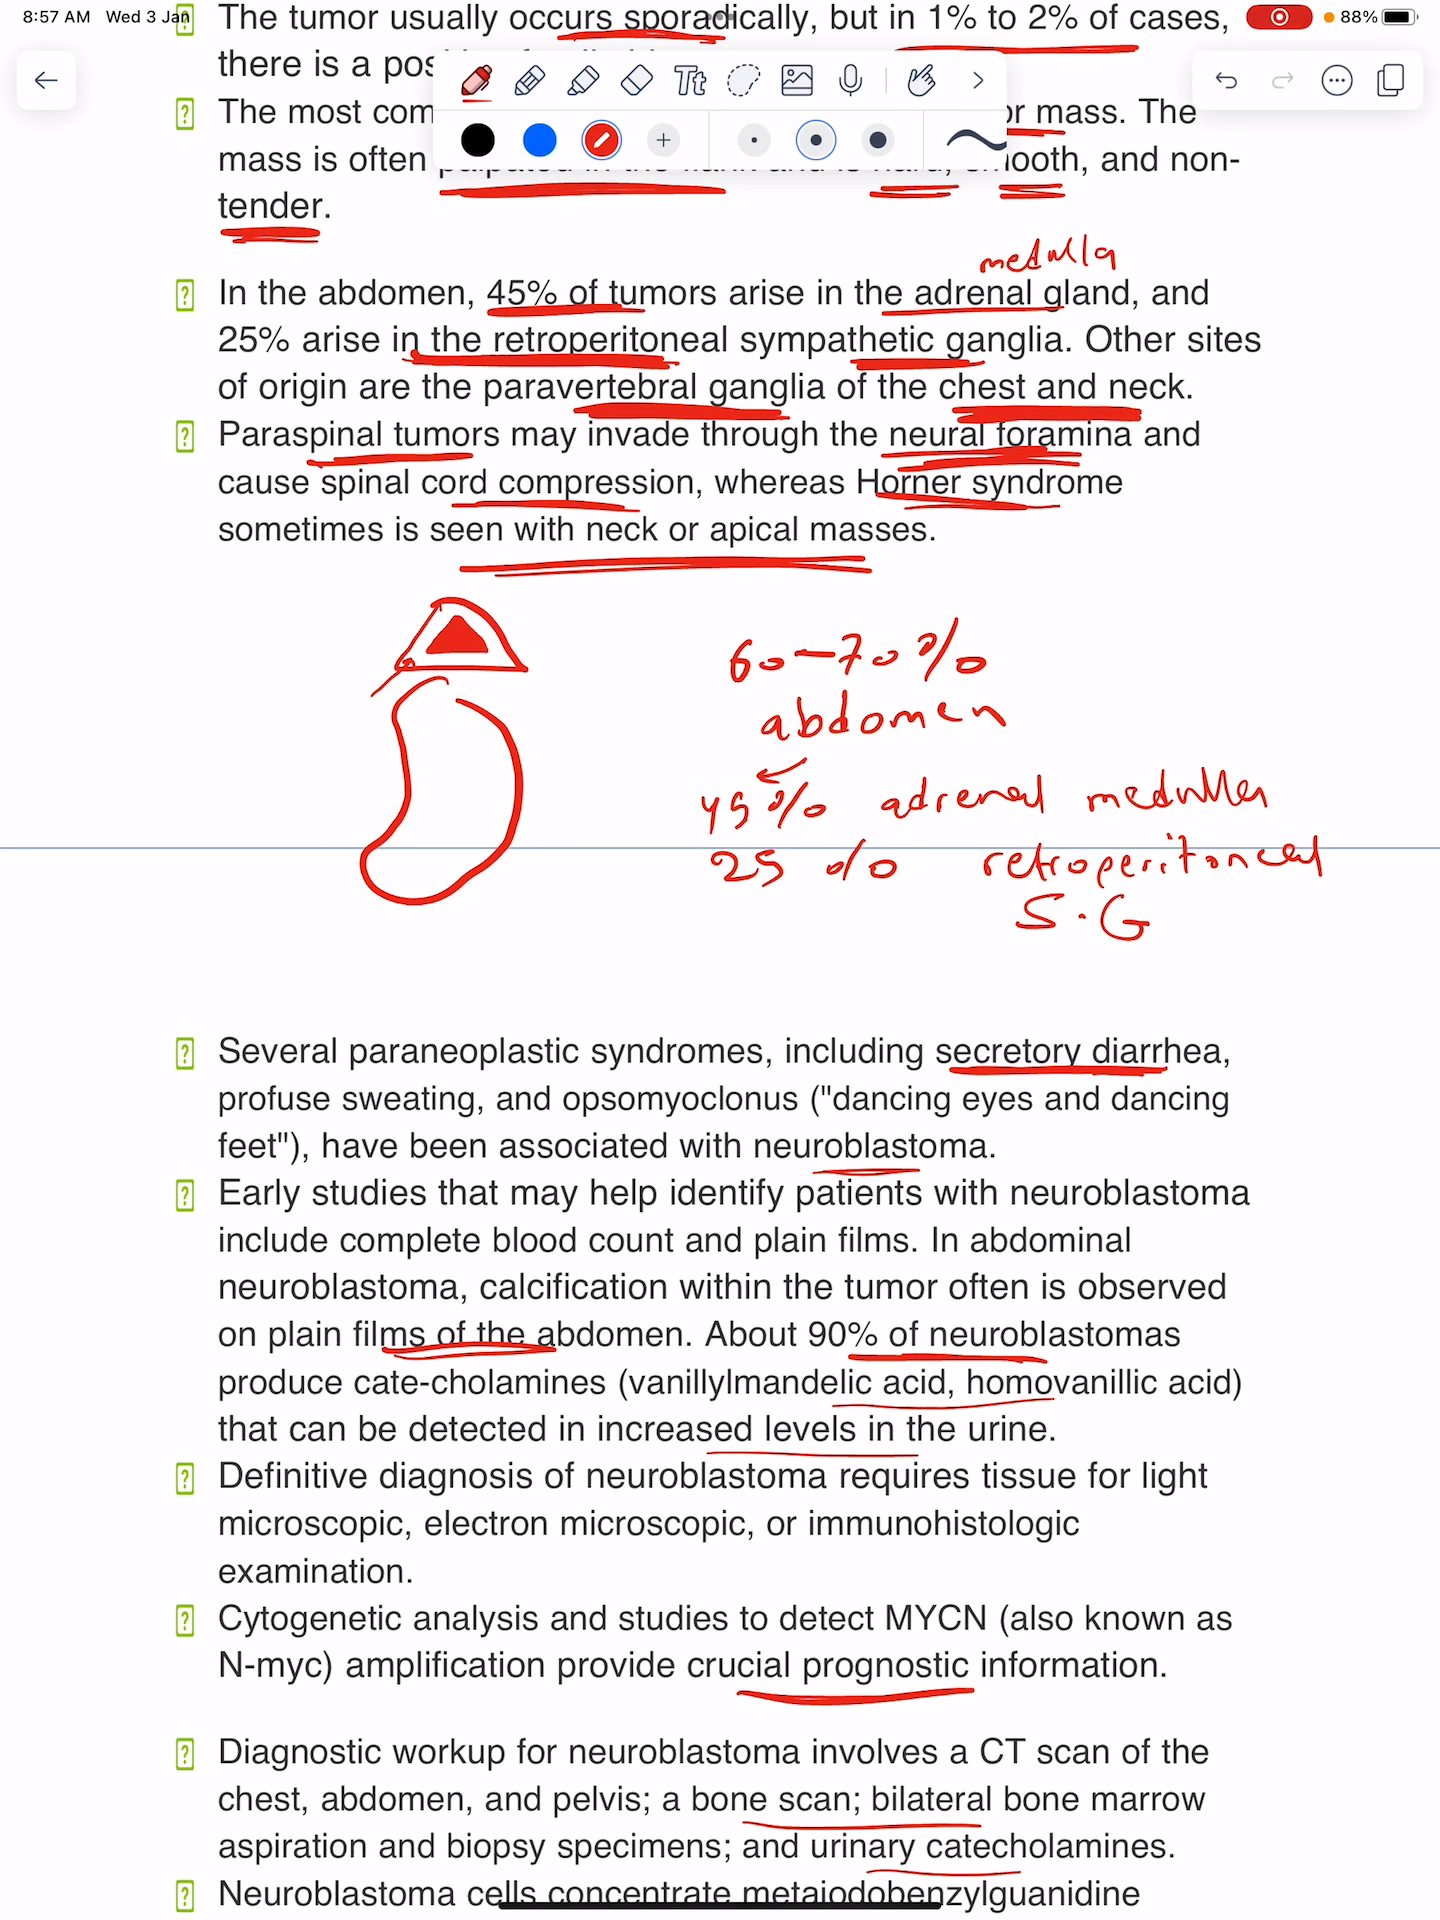 8:57 AM Wed 3 Jan
88%
The tumor usually occurs sporadically, but in 1% to 2% of cases,
there is a pos
The most com or mass. The
Tt
mass is often palpated in the flank and is hard, smooth, and non-
tender.
medulla
In the abdomen, 45% of tumors arise in the adrenal gland, and
25% arise in the retroperitoneal sympathetic ganglia. Other sites
of origin are the paravertebral ganglia of the chest and neck.
Paraspinal tumors may invade through the neural foramina and
cause spinal cord compression, whereas Horner syndrome
sometimes is seen with neck or apical masses.
60-70%
abdomen
45% adrenal medulla
25 % retroperitoneal
S.G
Several paraneoplastic syndromes, including secretory diarrhea,
profuse sweating, and opsomyoclonus ("dancing eyes and dancing
feet"), have been associated with neuroblastoma.
Early studies that may help identify patients with neuroblastoma
include complete blood count and plain films. In abdominal
neuroblastoma, calcification within the tumor often is observed
on plain films of the abdomen. About 90% of neuroblastomas
produce cate-cholamines (vanillylmandelic acid, homovanillic acid)
that can be detected in increased levels in the urine.
Definitive diagnosis of neuroblastoma requires tissue for light
microscopic, electron microscopic, or immunohistologic
examination.
Cytogenetic analysis and studies to detect MYCN (also known as
N-myc) amplification provide crucial prognostic information.
Diagnostic workup for neuroblastoma involves a CT scan of the
chest, abdomen, and pelvis; a bone scan; bilateral bone marrow
aspiration and biopsy specimens; and urinary catecholamines.
Neuroblastoma cells concentrate metaiodobenzylguanidine